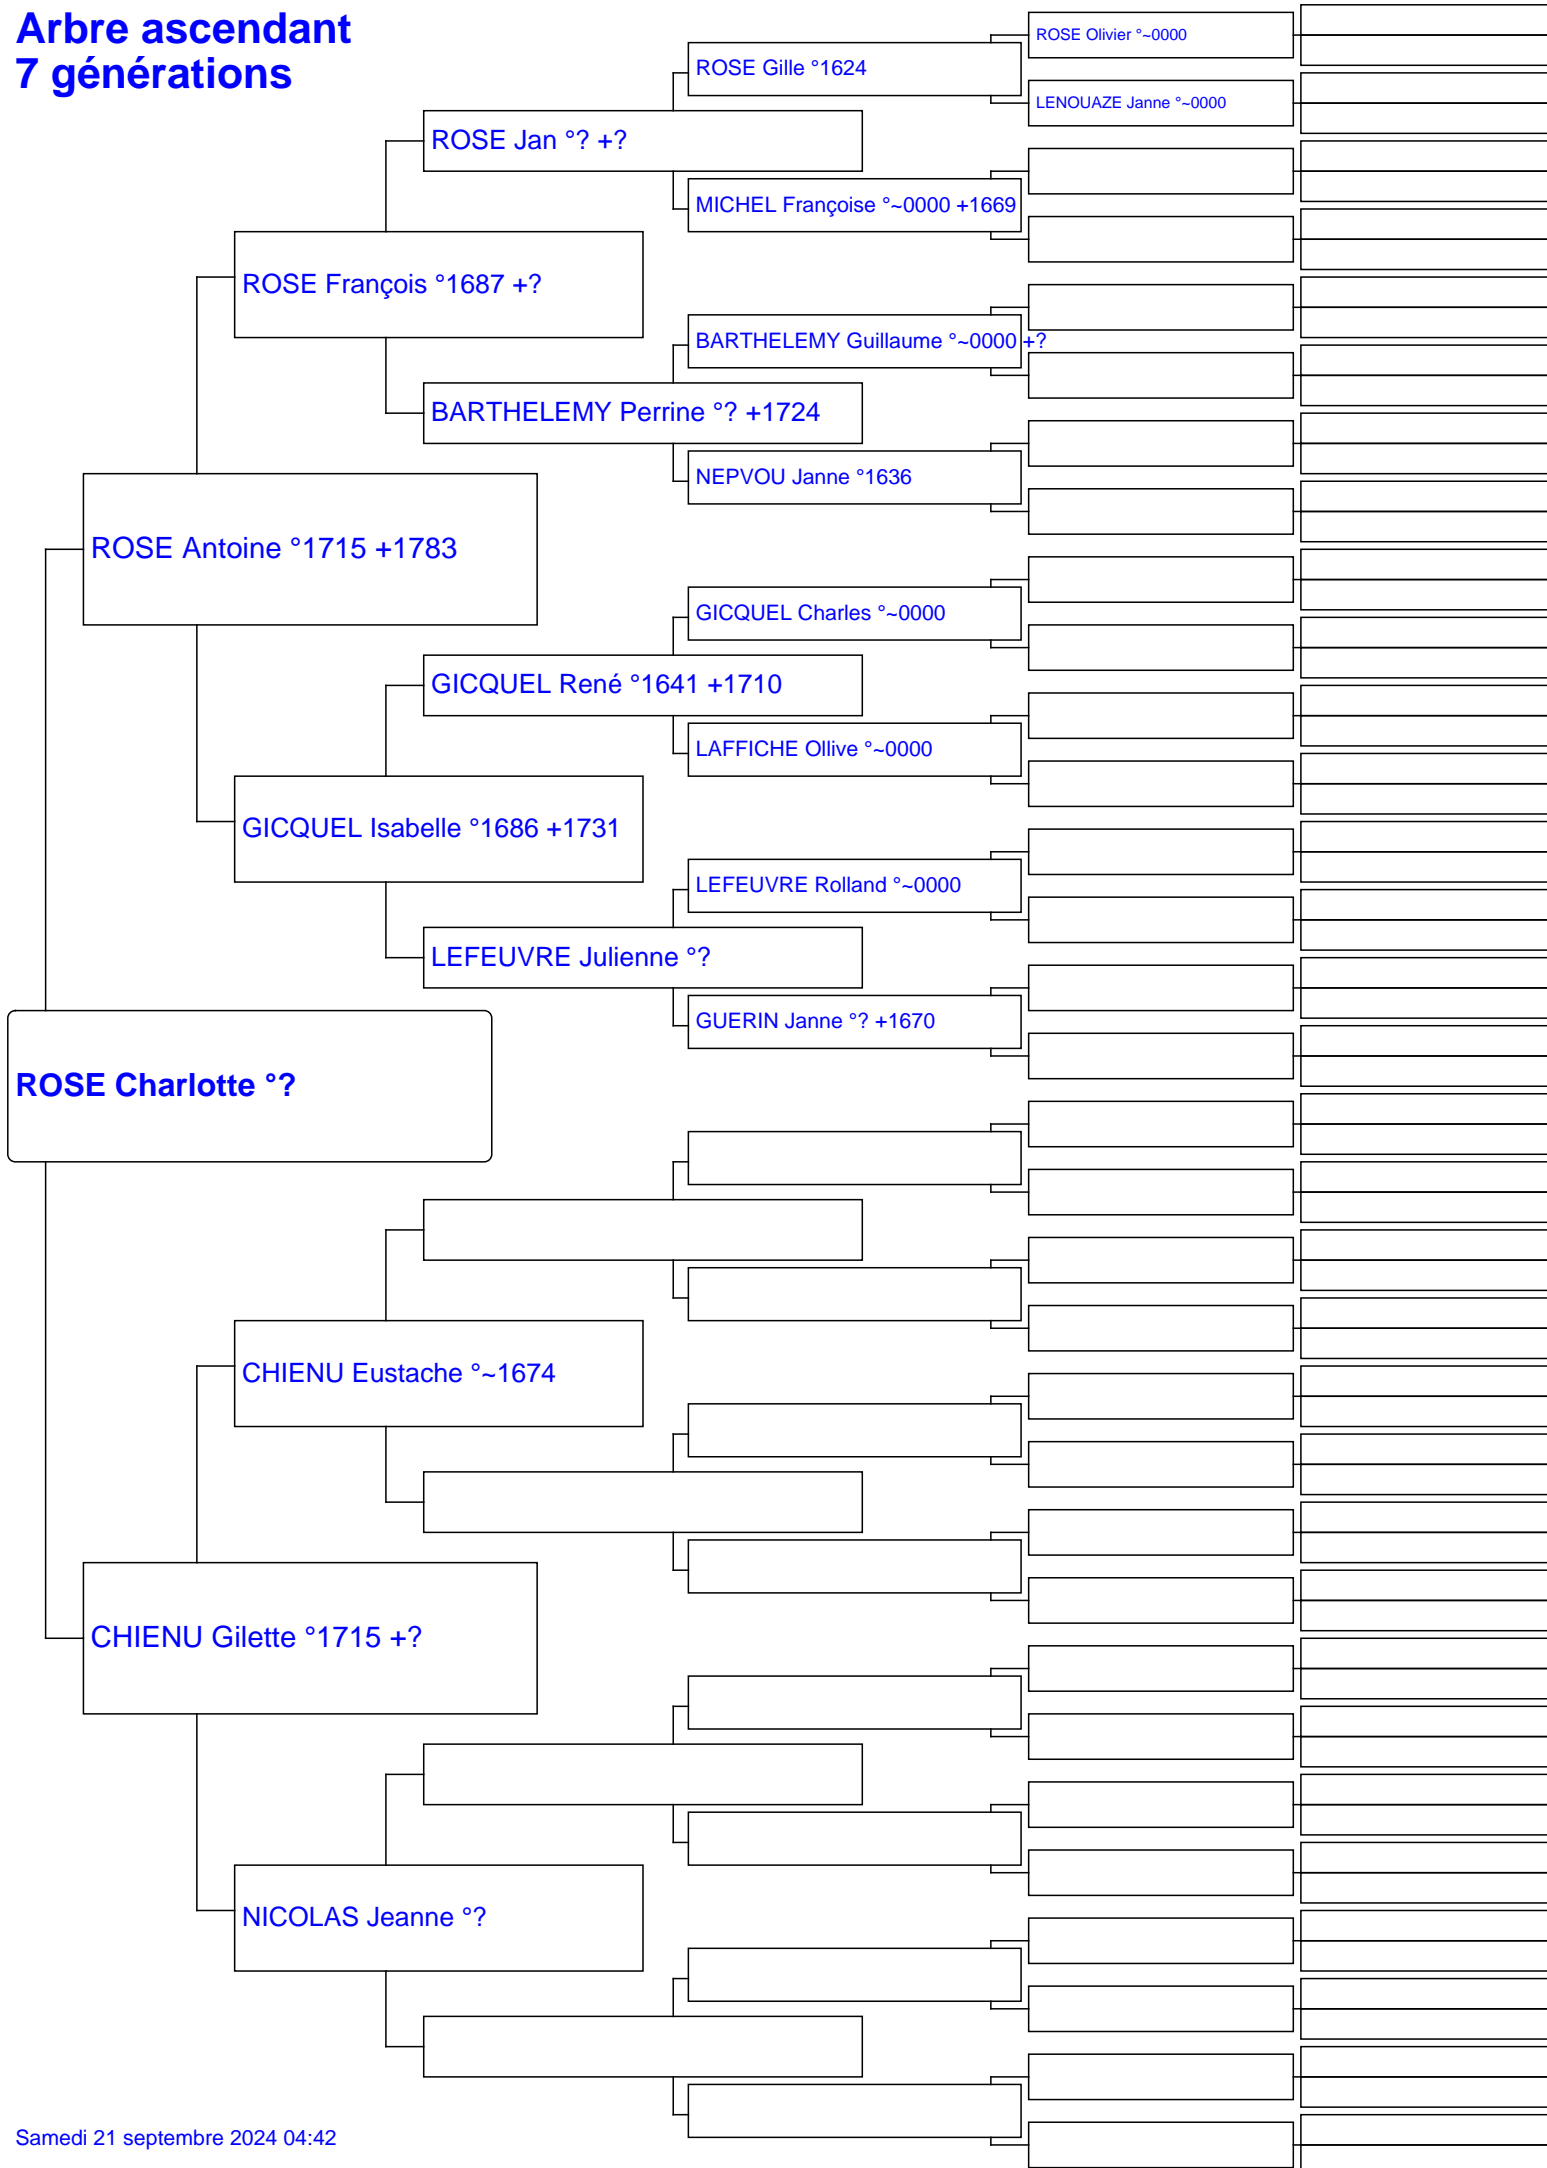 Arbre ascendant
7 générations
ROSE Olivier °~0000
ROSE Gille °1624
LENOUAZE Janne °~0000
ROSE Jan °? +?
MICHEL Françoise °~0000 +1669
ROSE François °1687 +?
BARTHELEMY Guillaume °~0000 +?
BARTHELEMY Perrine °? +1724
NEPVOU Janne °1636
ROSE Antoine °1715 +1783
GICQUEL Charles °~0000
GICQUEL René °1641 +1710
LAFFICHE Ollive °~0000
GICQUEL Isabelle °1686 +1731
LEFEUVRE Rolland °~0000
LEFEUVRE Julienne °?
GUERIN Janne °? +1670
ROSE Charlotte °?
CHIENU Eustache °~1674
CHIENU Gilette °1715 +?
NICOLAS Jeanne °?
Samedi 21 septembre 2024 04:42